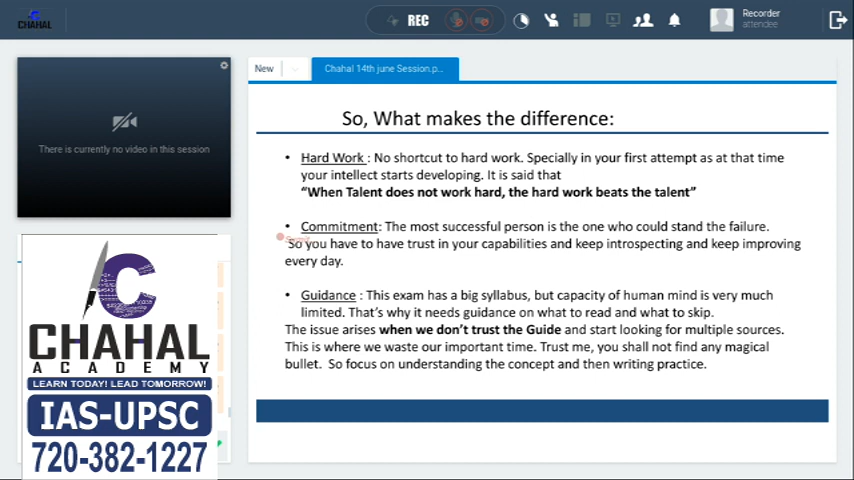 CHAHAL
REC
Recorder
attendee
There is currently no video in this session
New
Chahal 14th june Session.p...
So, What makes the difference:
• Hard Work : No shortcut to hard work. Specially in your first attempt as at that time
your intellect starts developing. It is said that
“When Talent does not work hard, the hard work beats the talent”
• Commitment: The most successful person is the one who could stand the failure.
So you have to have trust in your capabilities and keep introspecting and keep improving
every day.
• Guidance : This exam has a big syllabus, but capacity of human mind is very much
limited. That’s why it needs guidance on what to read and what to skip.
The issue arises when we don’t trust the Guide and start looking for multiple sources.
This is where we waste our important time. Trust me, you shall not find any magical
bullet. So focus on understanding the concept and then writing practice.
CHAHAL
ACADEMY
LEARN TODAY! LEAD TOMORROW!
IAS-UPSC
720-382-1227